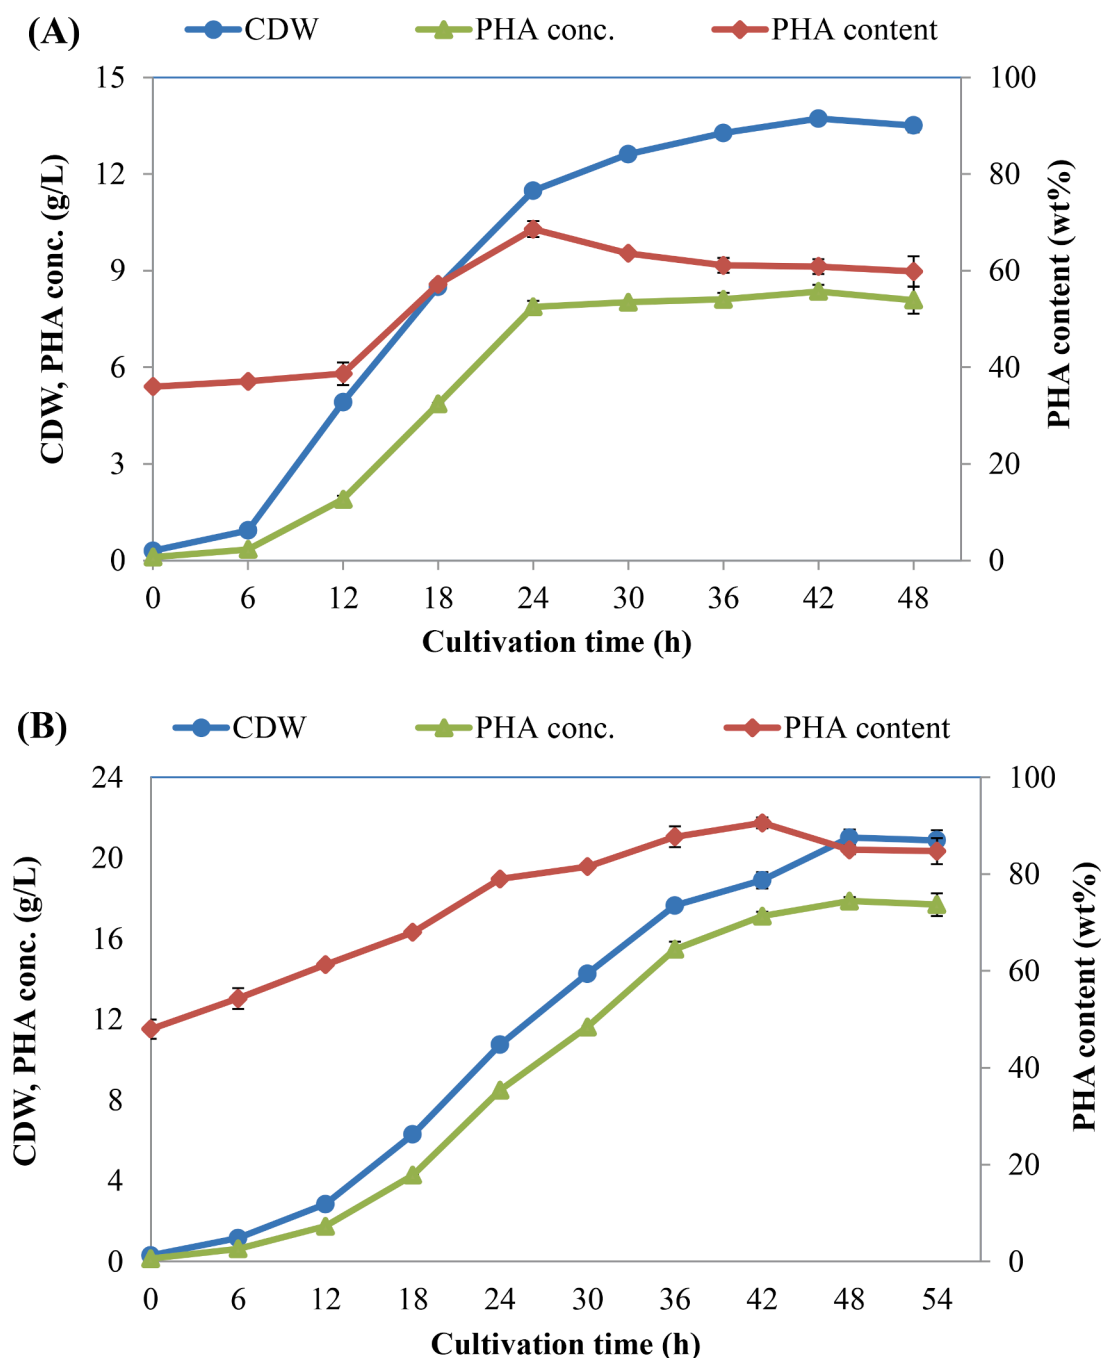 (A)
CDW PHA conc. PHA content
15 100
12 80
9 60
6 40
3 20
0 0
CDW, PHA conc. (g/L)
PHA content (wt%)
0 6 12 18 24 30 36 42 48
Cultivation time (h)
(B)
CDW PHA conc. PHA content
24 100
20 80
16 60
12 40
8 20
4 0
0
CDW, PHA conc. (g/L)
PHA content (wt%)
0 6 12 18 24 30 36 42 48 54
Cultivation time (h)